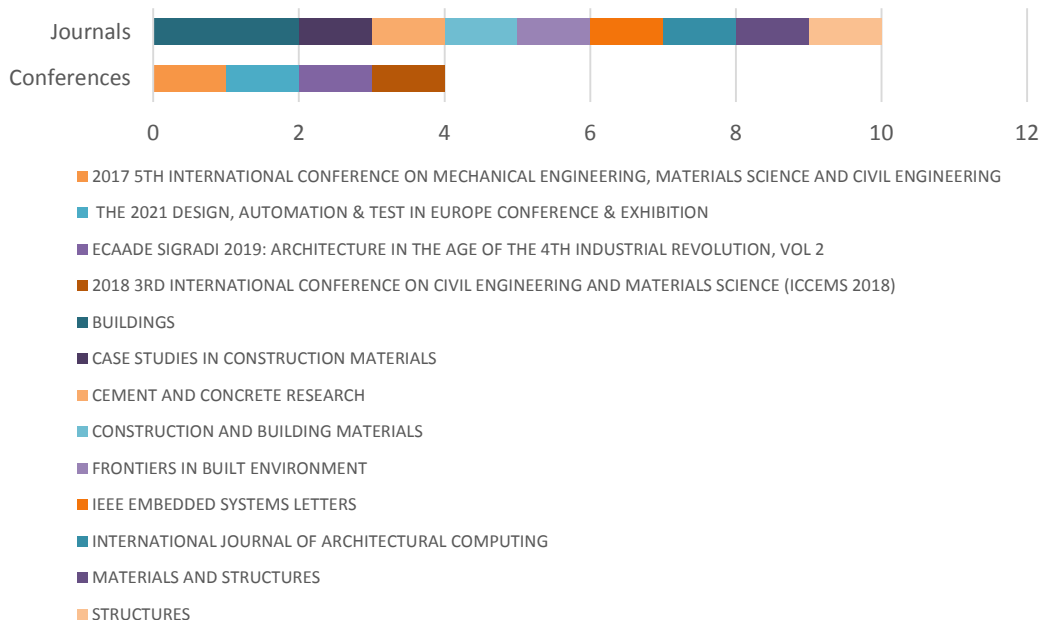 Journals
Conferences
0 2 4 6 8 10 12
2017 5TH INTERNATIONAL CONFERENCE ON MECHANICAL ENGINEERING, MATERIALS SCIENCE AND CIVIL ENGINEERING
THE 2021 DESIGN, AUTOMATION & TEST IN EUROPE CONFERENCE & EXHIBITION
ECAADE SIGRADI 2019: ARCHITECTURE IN THE AGE OF THE 4TH INDUSTRIAL REVOLUTION, VOL 2
2018 3RD INTERNATIONAL CONFERENCE ON CIVIL ENGINEERING AND MATERIALS SCIENCE (ICCEMS 2018)
BUILDINGS
CASE STUDIES IN CONSTRUCTION MATERIALS
CEMENT AND CONCRETE RESEARCH
CONSTRUCTION AND BUILDING MATERIALS
FRONTIERS IN BUILT ENVIRONMENT
IEEE EMBEDDED SYSTEMS LETTERS
INTERNATIONAL JOURNAL OF ARCHITECTURAL COMPUTING
MATERIALS AND STRUCTURES
STRUCTURES